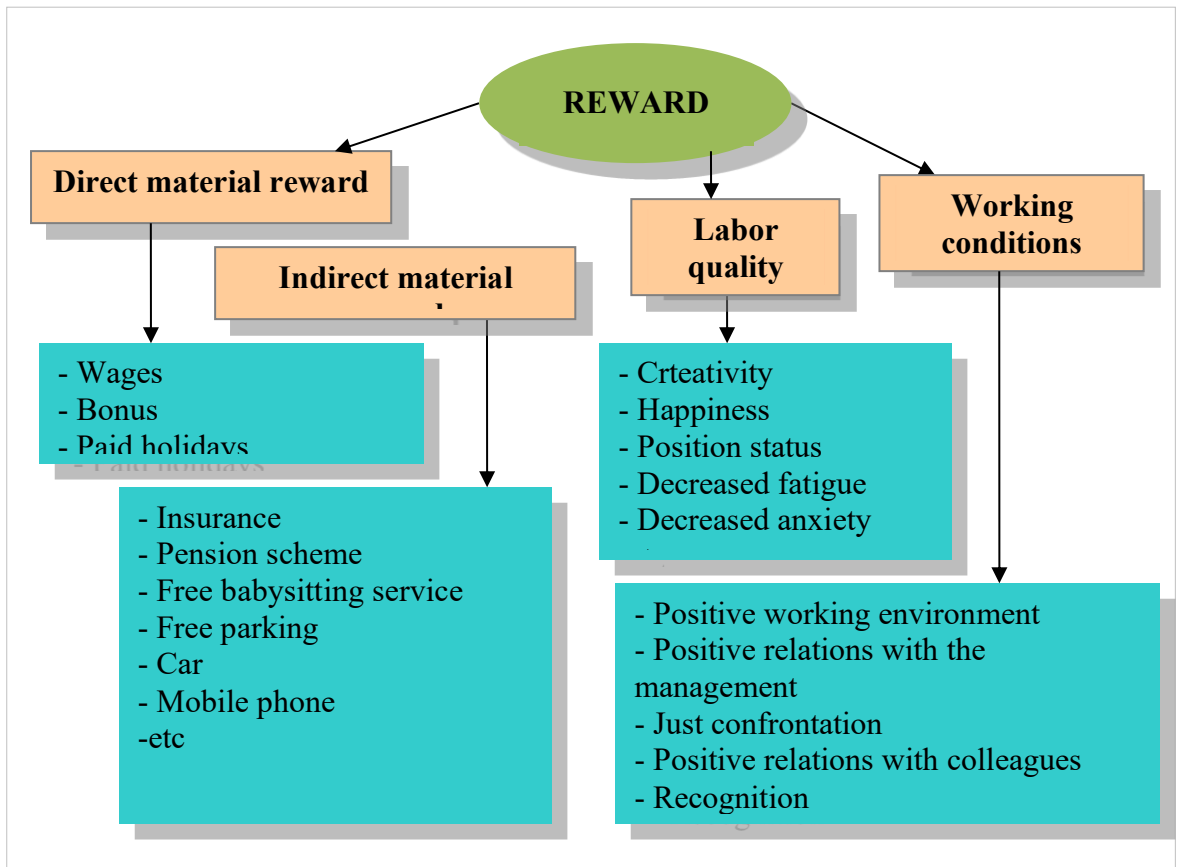 REWARD
Direct material reward
Indirect material
Labor
quality
Working
conditions
- Wages
- Bonus
- Paid holidays
- Insurance
- Pension scheme
- Free babysitting service
- Free parking
- Car
- Mobile phone
-etc
- Crteativity
- Happiness
- Position status
- Decreased fatigue
- Decreased anxiety
- Positive working environment
- Positive relations with the
management
- Just confrontation
- Positive relations with colleagues
- Recognition